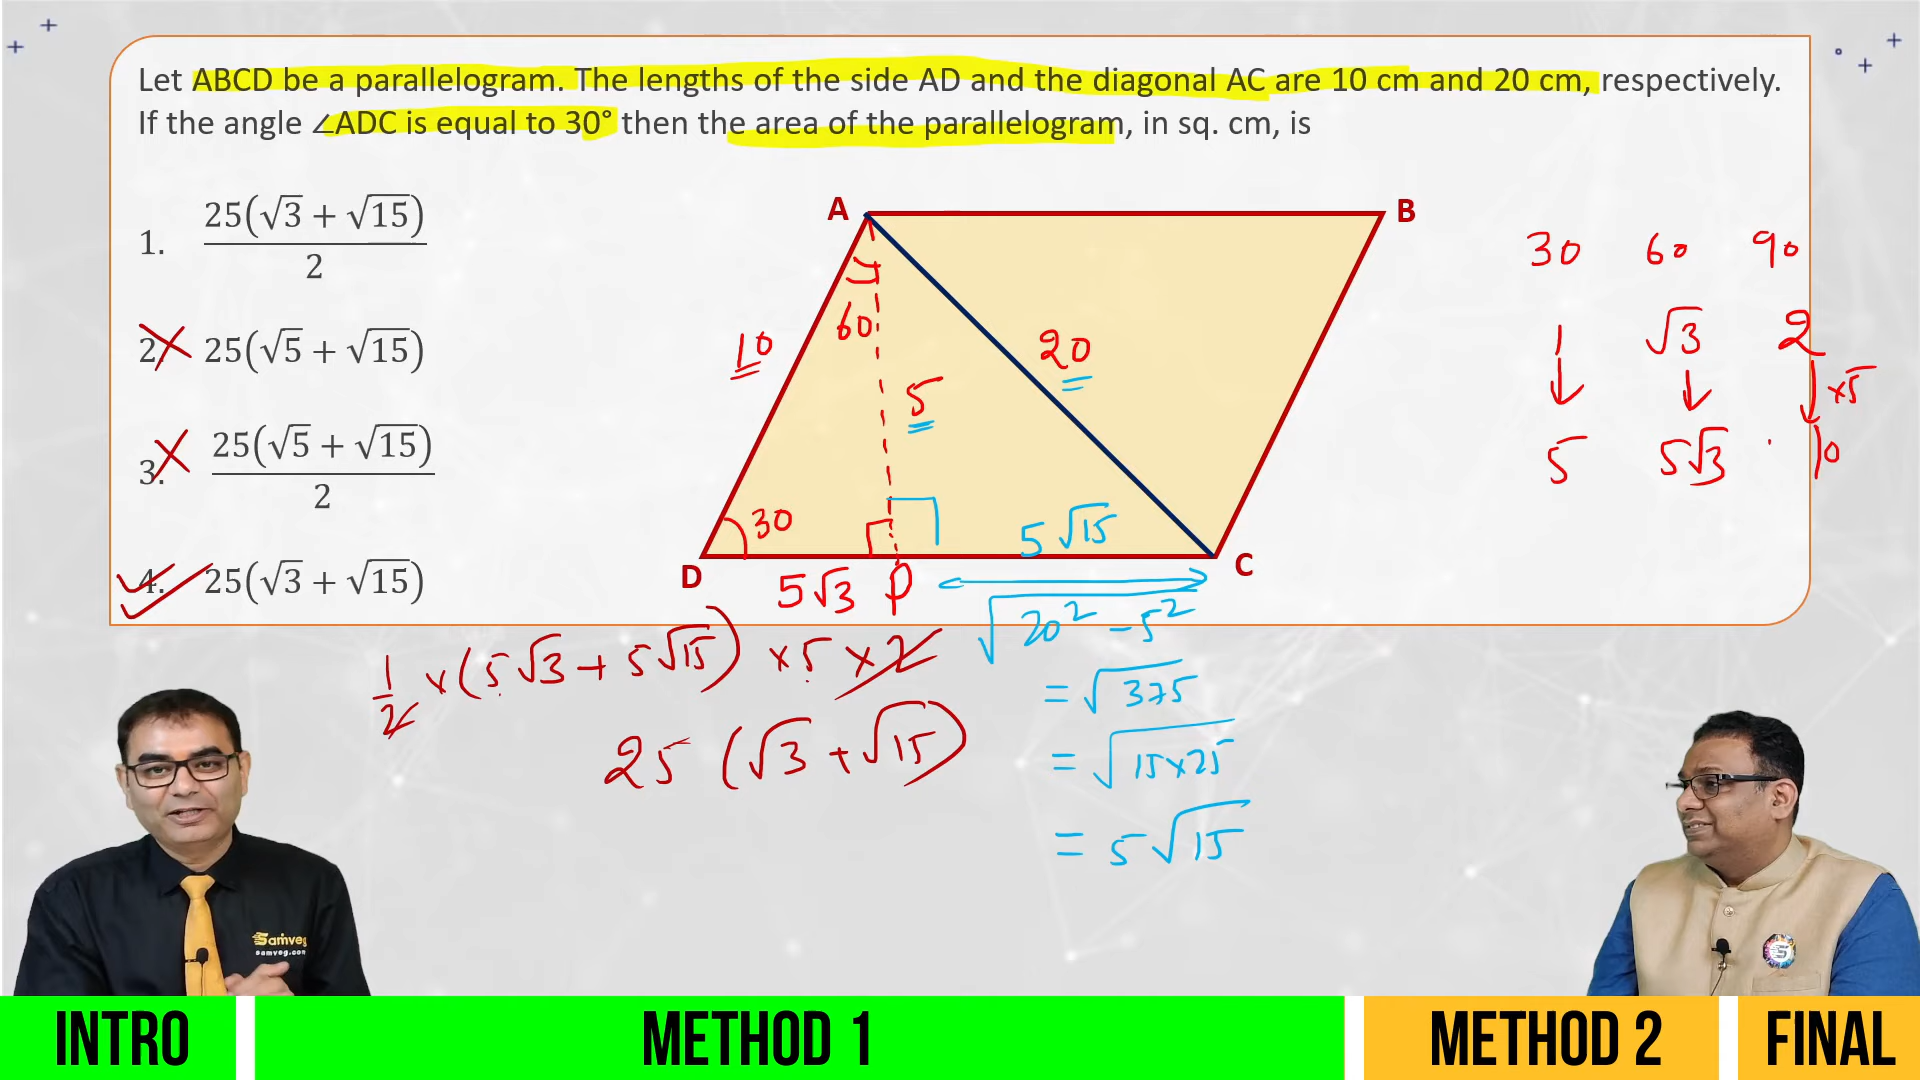 Let ABCD be a parallelogram. The lengths of the side AD and the diagonal AC are 10 cm and 20 cm, respectively.
If the angle ∠ADC is equal to 30° then the area of the parallelogram, in sq. cm, is
1. 25(√3 + √15)/2
2. 25(√5 + √15)
3. 25(√5 + √15)/2
4. 25(√3 + √15)
A
B
60
10
20
5
30
5√15
D
5√3
P
C
30 60 90
1 √3 2
×5
5 5√3 10
√20² - 5²
= √375
= √15×25
= 5√15
1/2 × (5√3 + 5√15) × 5 × 2
25 (√3 + √15)
Samveg
samveg.com
S
INTRO
METHOD 1
METHOD 2
FINAL